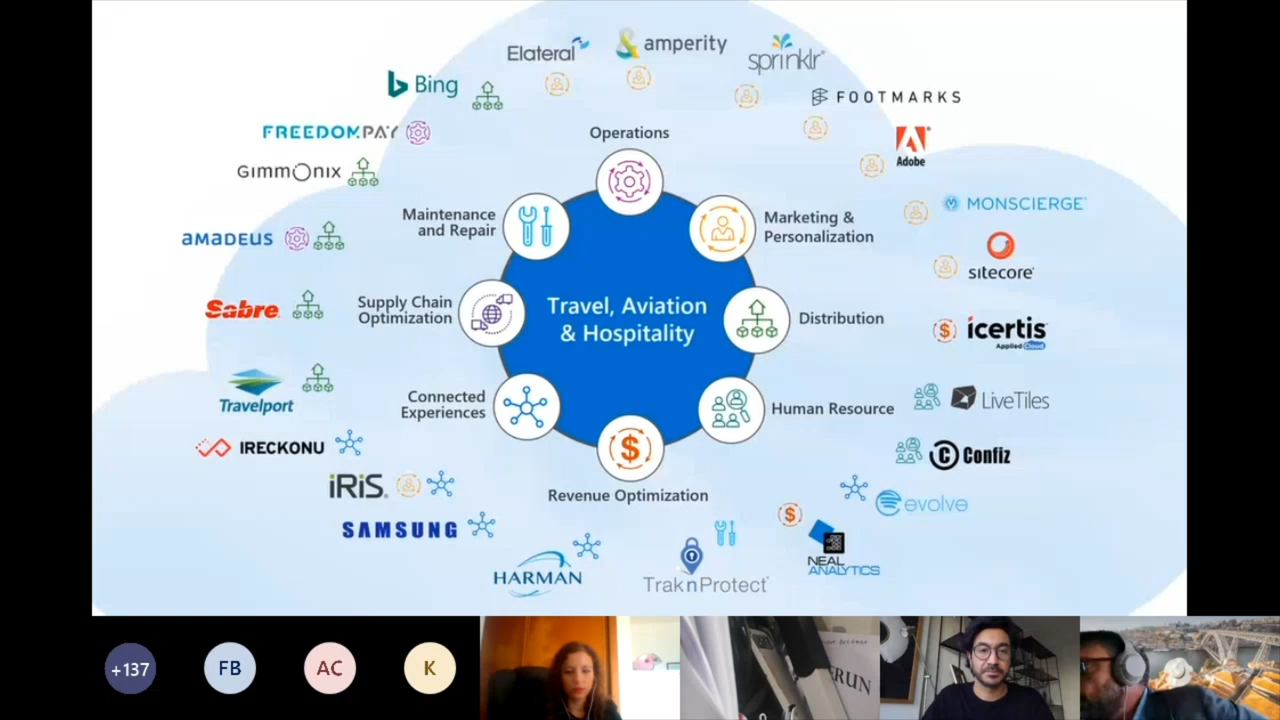 Elateral
amperity
sprinklr
Bing
FOOTMARKS
FREEDOMPAY
Operations
Adobe
GIMMONIX
Maintenance
and Repair
Marketing &
Personalization
MONSCIERGE
amadeus
sitecore
Sabre
Supply Chain
Optimization
Travel, Aviation
& Hospitality
Distribution
icertis
Applied Cloud
Travelport
Connected
Experiences
Human Resource
LiveTiles
IRECKONU
Confiz
iRiS.
Revenue Optimization
evolve
SAMSUNG
HARMAN
TraknProtect
NEAL
ANALYTICS
+137
FB
AC
K
RUN